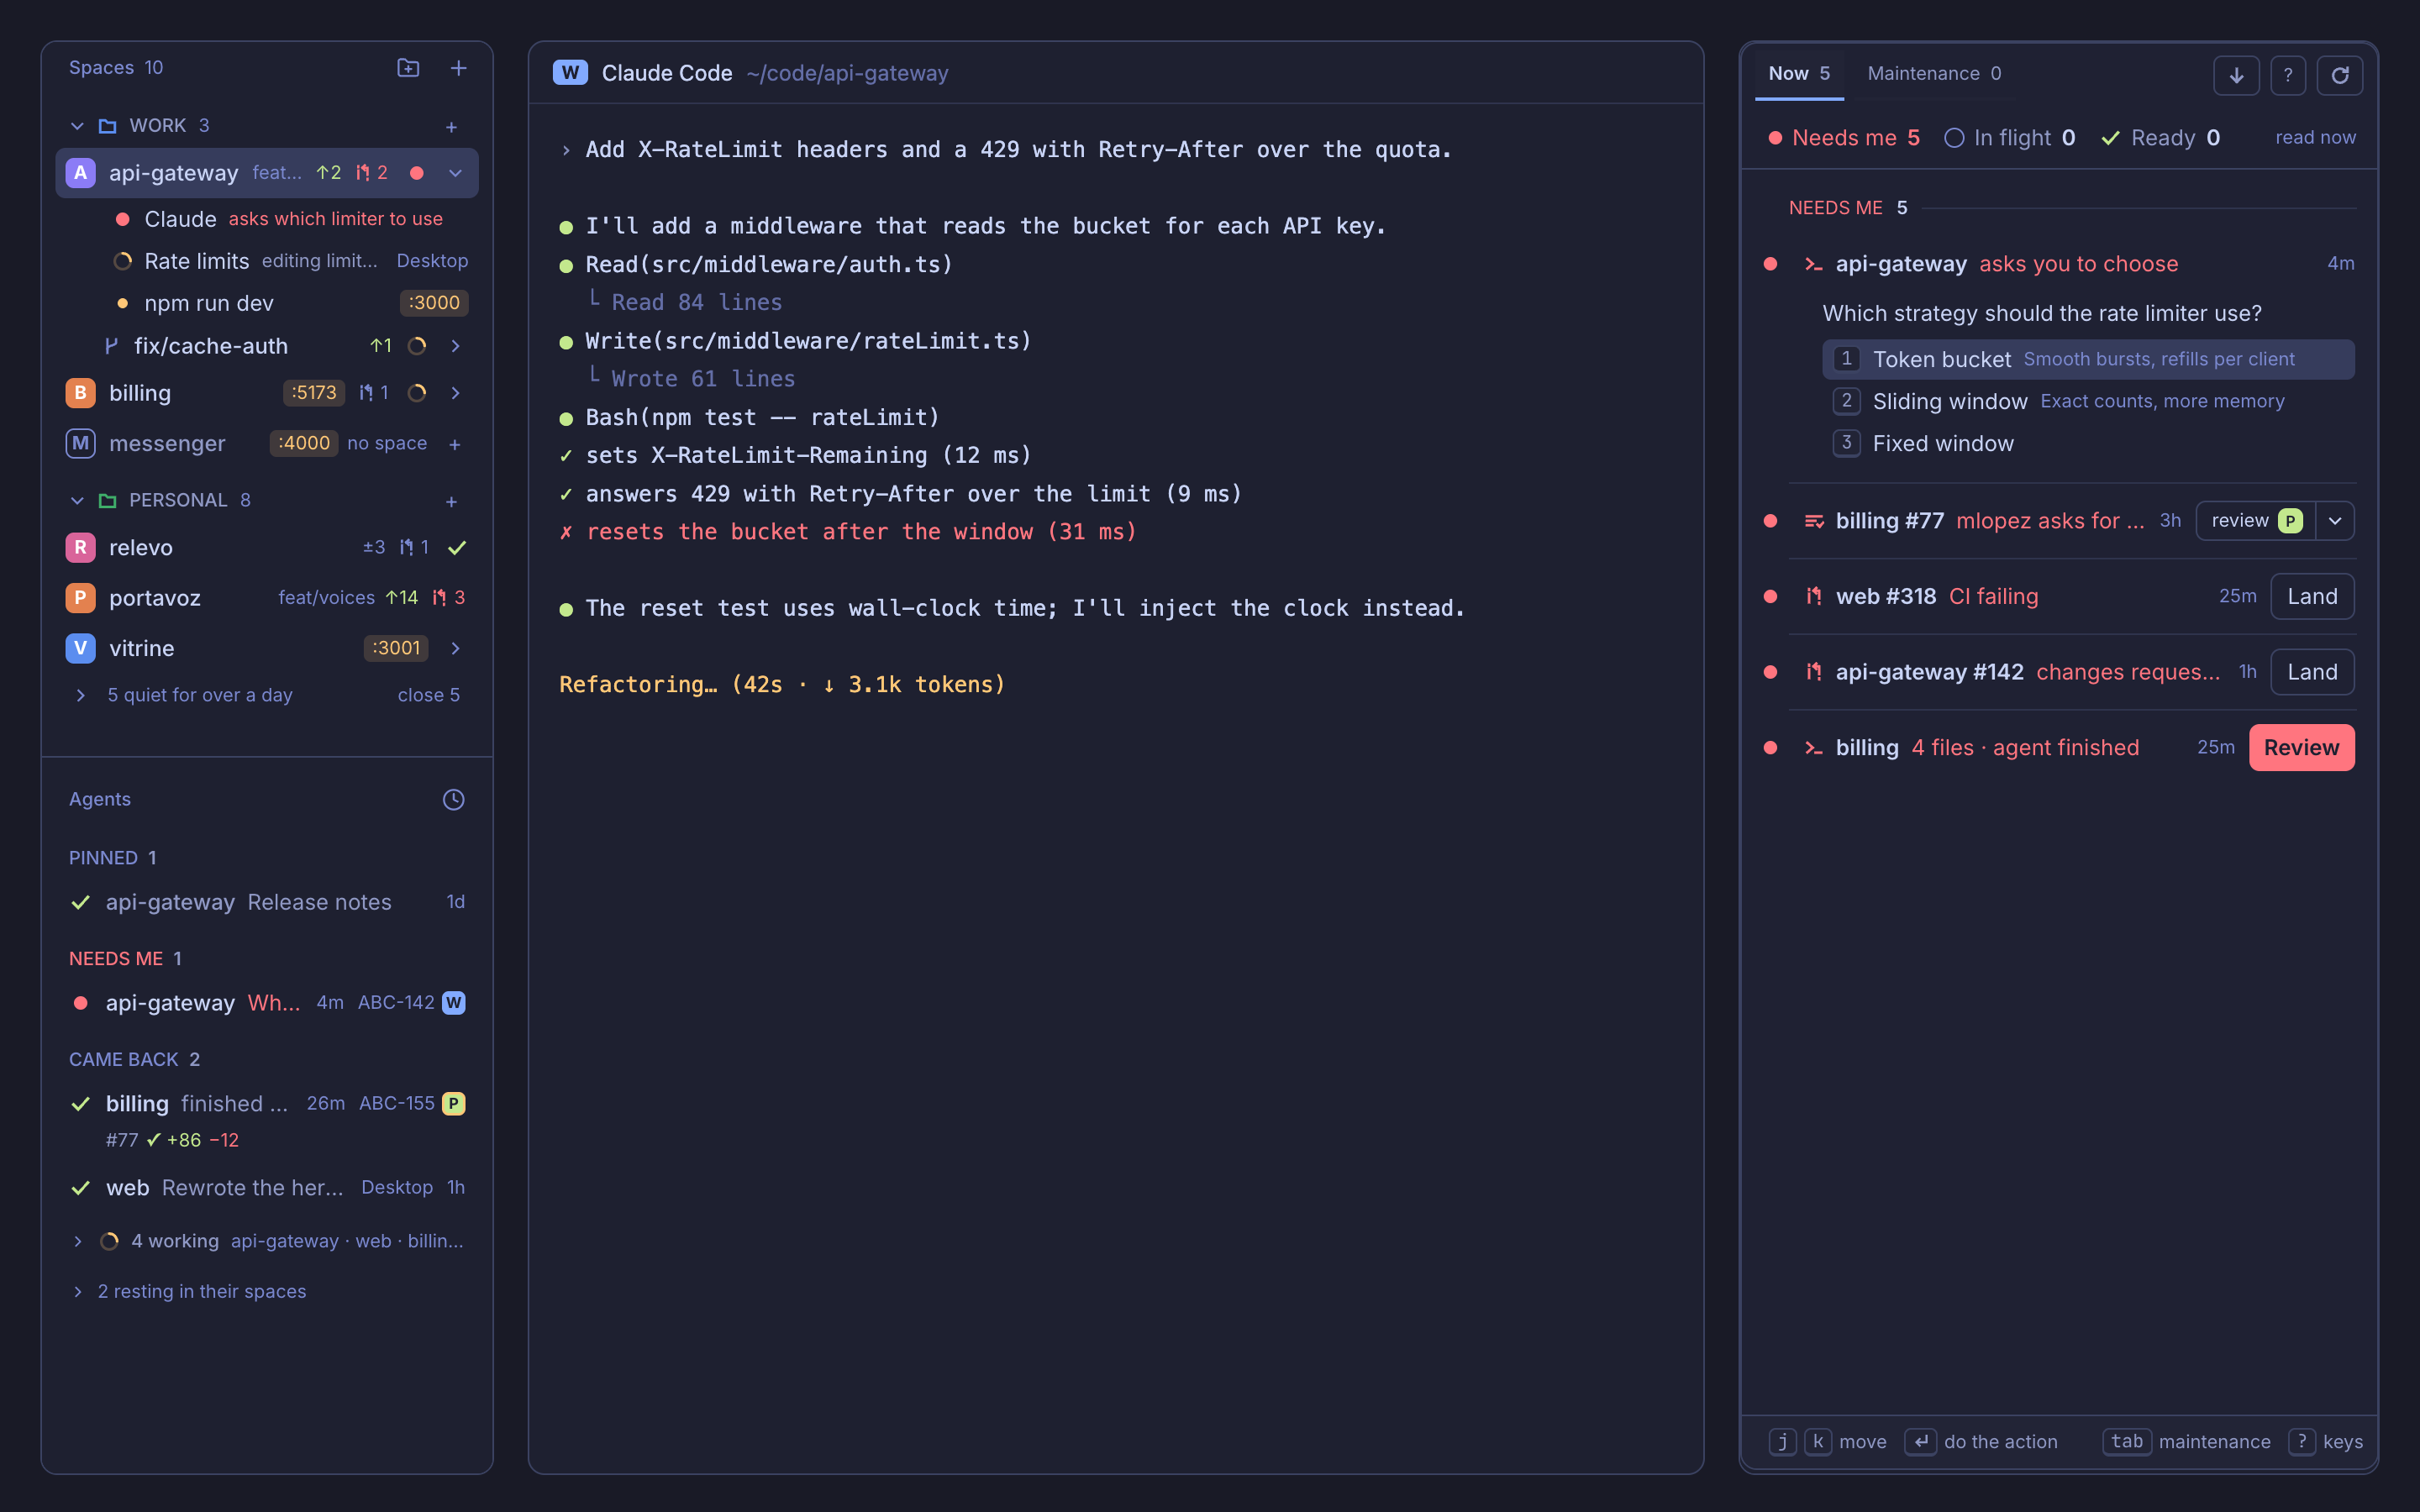 Spaces 10
WORK 3
A api-gateway feat... ↑2 2
Claude asks which limiter to use
Rate limits editing limit... Desktop
npm run dev :3000
fix/cache-auth ↑1
B billing :5173 1
M messenger :4000 no space +
PERSONAL 8
R relevo ±3 1
P portavoz feat/voices ↑14 3
V vitrine :3001
5 quiet for over a day close 5
Agents
PINNED 1
api-gateway Release notes 1d
NEEDS ME 1
api-gateway Wh... 4m ABC-142 W
CAME BACK 2
billing finished ... 26m ABC-155 P
#77 ✓ +86 −12
web Rewrote the her... Desktop 1h
4 working api-gateway · web · billin...
2 resting in their spaces
W Claude Code ~/code/api-gateway
› Add X-RateLimit headers and a 429 with Retry-After over the quota.
● I'll add a middleware that reads the bucket for each API key.
● Read(src/middleware/auth.ts)
└ Read 84 lines
● Write(src/middleware/rateLimit.ts)
└ Wrote 61 lines
● Bash(npm test -- rateLimit)
✓ sets X-RateLimit-Remaining (12 ms)
✓ answers 429 with Retry-After over the limit (9 ms)
✗ resets the bucket after the window (31 ms)
● The reset test uses wall-clock time; I'll inject the clock instead.
Refactoring… (42s · ↓ 3.1k tokens)
Now 5 Maintenance 0 ↓ ?
Needs me 5 In flight 0 Ready 0 read now
NEEDS ME 5
api-gateway asks you to choose 4m
Which strategy should the rate limiter use?
1 Token bucket Smooth bursts, refills per client
2 Sliding window Exact counts, more memory
3 Fixed window
billing #77 mlopez asks for ... 3h review P
web #318 CI failing 25m Land
api-gateway #142 changes reques... 1h Land
billing 4 files · agent finished 25m Review
j k move ↵ do the action tab maintenance ? keys